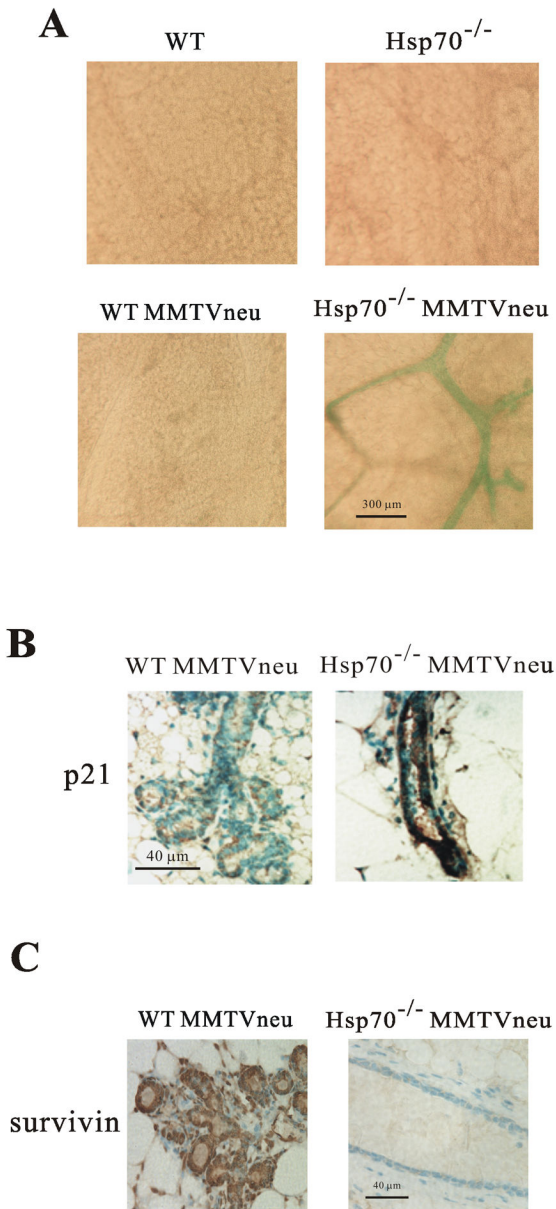 A
WT Hsp70-/-
WT MMTVneu Hsp70-/- MMTVneu
300 µm
B
WT MMTVneu Hsp70-/- MMTVneu
p21
40 µm
C
WT MMTVneu Hsp70-/- MMTVneu
survivin
40 µm